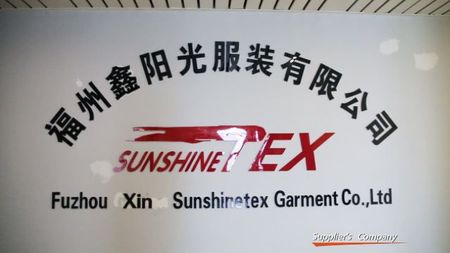 福州鑫阳光服装有限公司
SUNSHINETEX
Fuzhou Xin Sunshinetex Garment Co.,Ltd
Supplier's Company